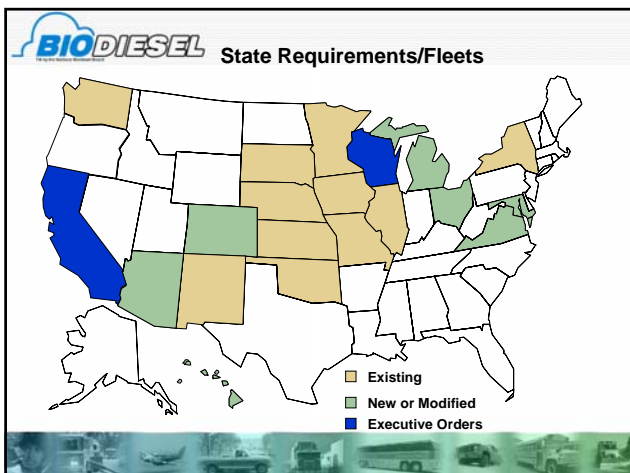 BIODIESEL
State Requirements/Fleets
Existing
New or Modified
Executive Orders